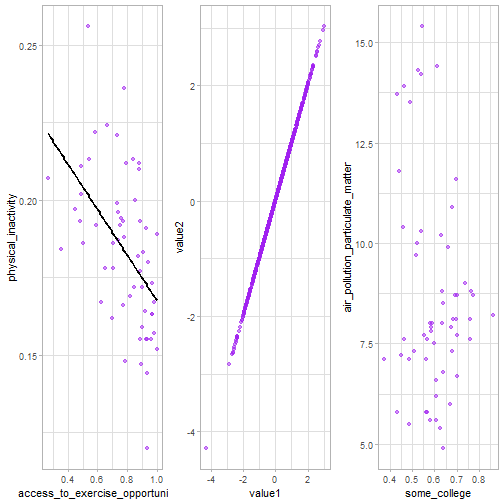 physical_inactivity
0.25
0.20
0.15
0.4 0.6 0.8 1.0
access_to_exercise_opportuni
value2
2
0
-2
-4
-4 -2 0 2
value1
air_pollution_particulate_matter
15.0
12.5
10.0
7.5
5.0
0.4 0.5 0.6 0.7 0.8
some_college